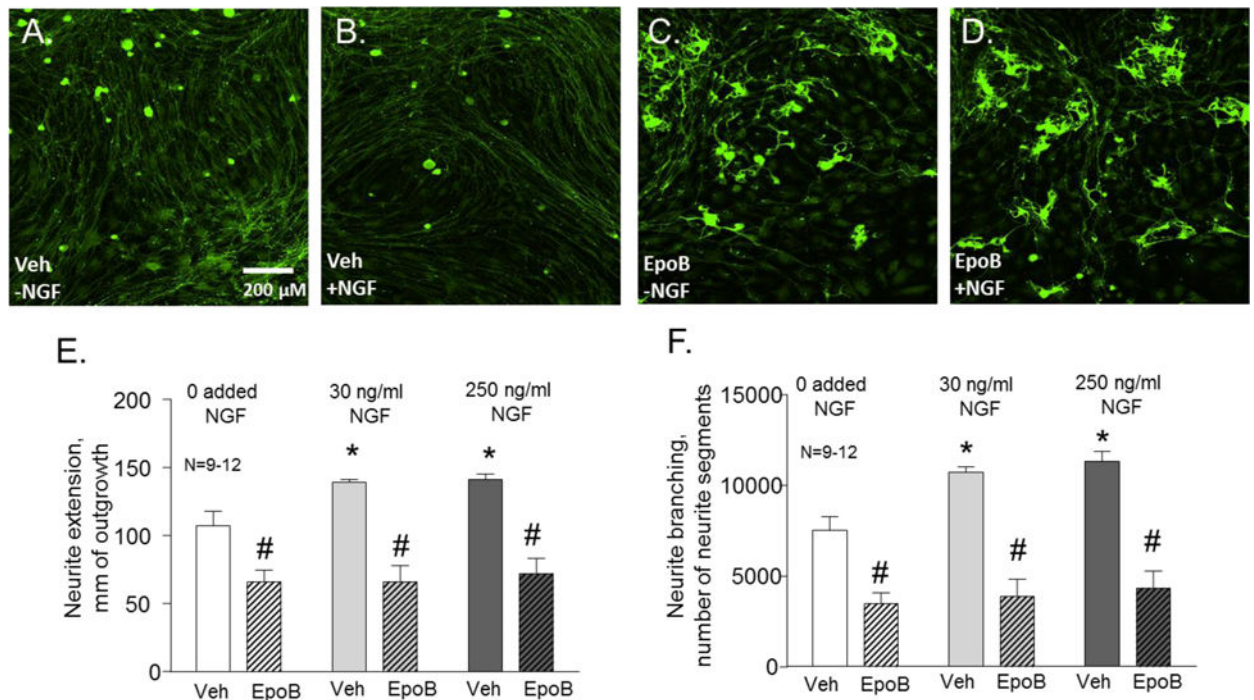 A.
B.
C.
D.
Veh
-NGF
200 μM
Veh
+NGF
EpoB
-NGF
EpoB
+NGF
E.
Neurite extension,
mm of outgrowth
200
150
100
50
0
0 added
NGF
30 ng/ml
NGF
250 ng/ml
NGF
N=9-12
*
*
#
#
#
Veh
EpoB
Veh
EpoB
Veh
EpoB
F.
Neurite branching,
number of neurite segments
15000
10000
5000
0
0 added
NGF
30 ng/ml
NGF
250 ng/ml
NGF
N=9-12
*
*
#
#
#
Veh
EpoB
Veh
EpoB
Veh
EpoB